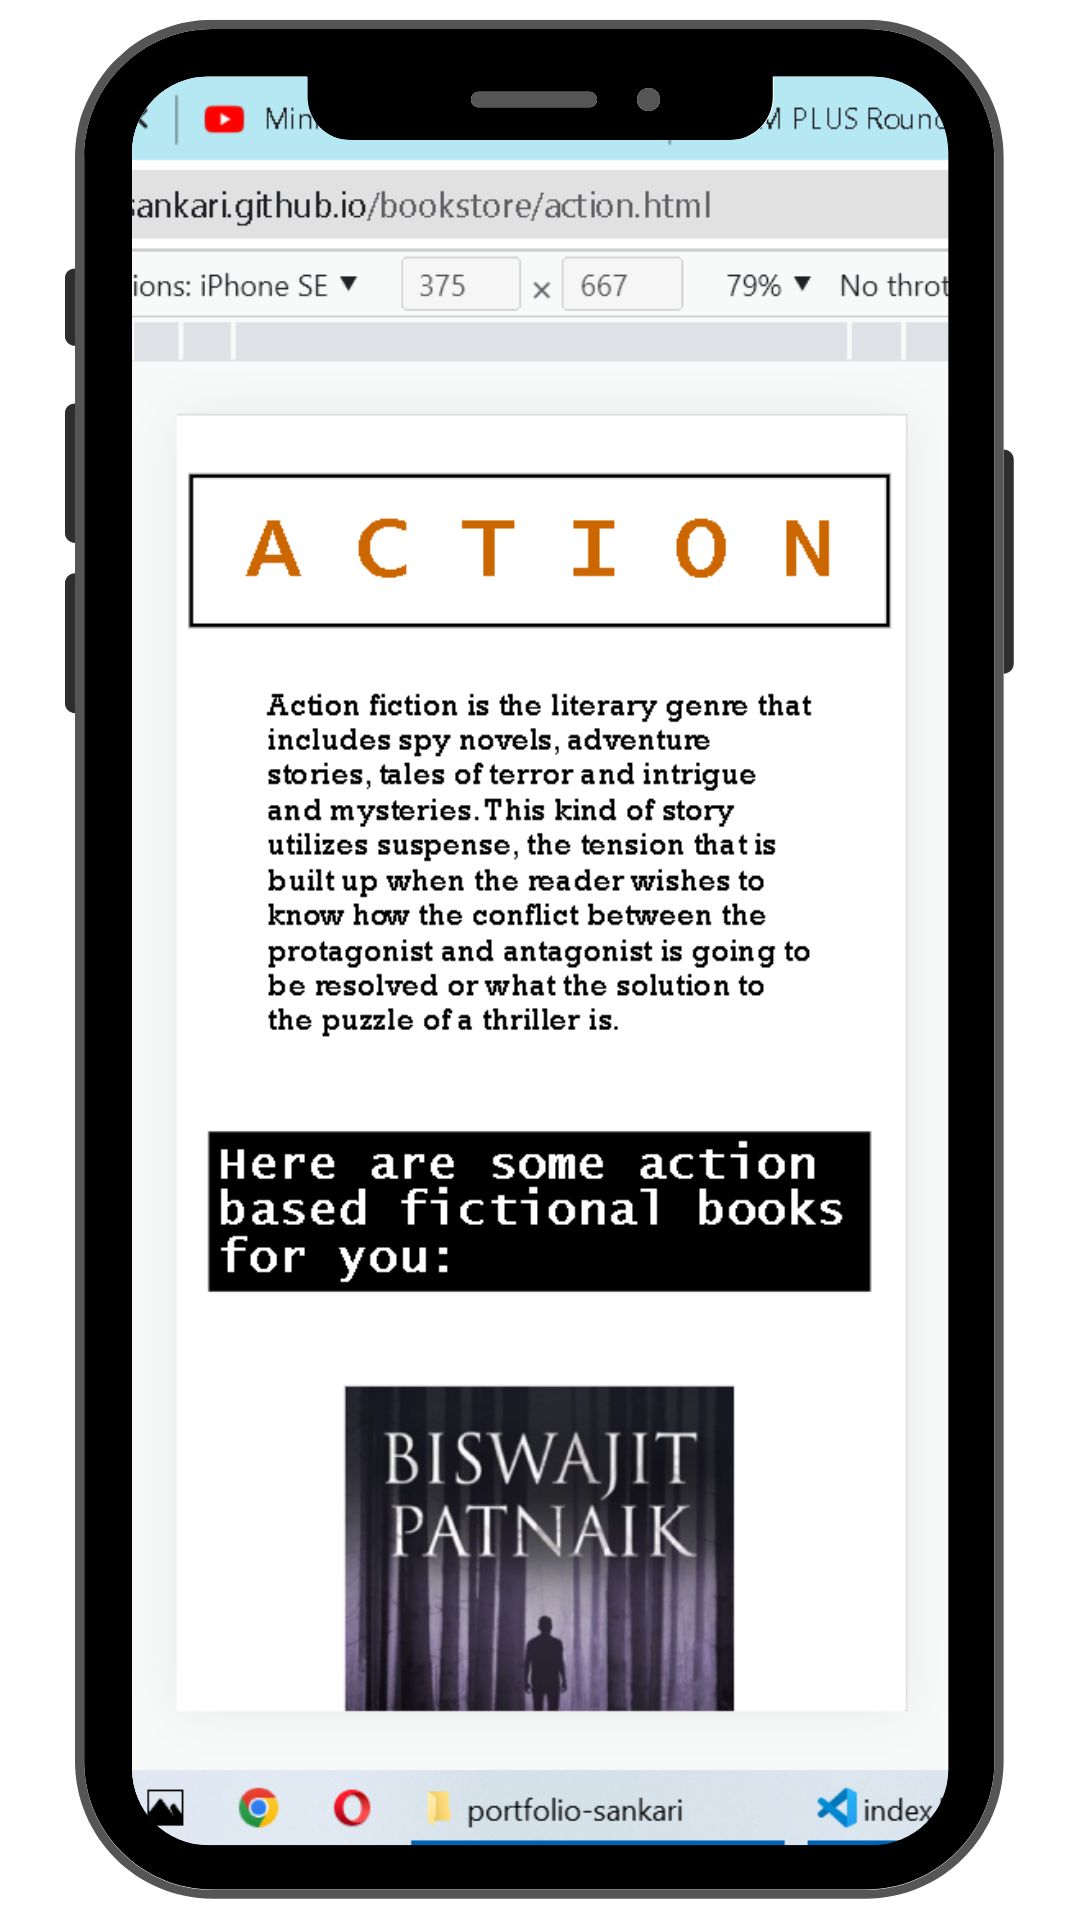 PLUS Round
sankari.github.io/bookstore/action.html
ions: iPhone SE ▼ 375 × 667 79% ▼ No throt
A C T I O N
Action fiction is the literary genre that
includes spy novels, adventure
stories, tales of terror and intrigue
and mysteries. This kind of story
utilizes suspense, the tension that is
built up when the reader wishes to
know how the conflict between the
protagonist and antagonist is going to
be resolved or what the solution to
the puzzle of a thriller is.
Here are some action
based fictional books
for you:
BISWAJIT
PATNAIK
portfolio-sankari index